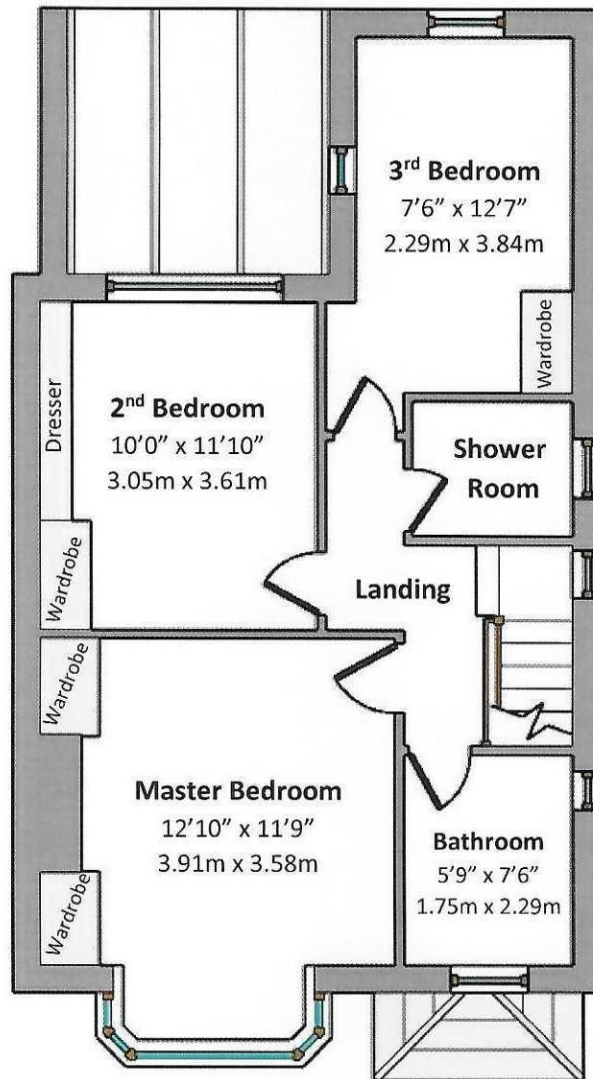 3rd Bedroom
7’6” x 12’7”
2.29m x 3.84m
Wardrobe
Dresser
2nd Bedroom
10’0” x 11’10”
3.05m x 3.61m
Wardrobe
Shower
Room
Landing
Wardrobe
Master Bedroom
12’10” x 11’9”
3.91m x 3.58m
Wardrobe
Bathroom
5’9” x 7’6”
1.75m x 2.29m